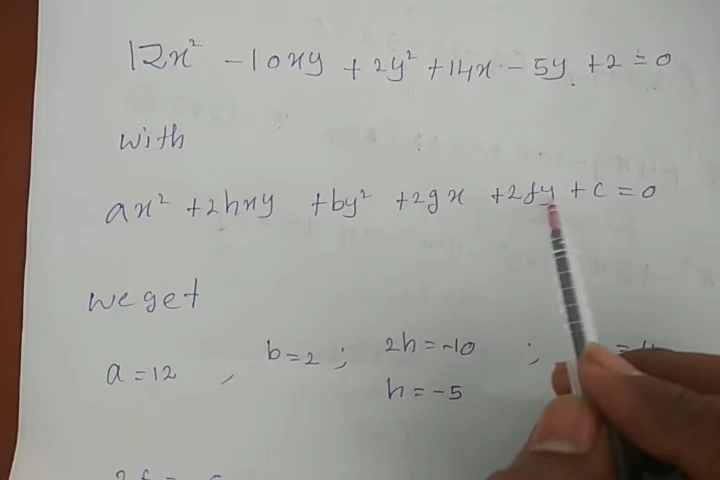 12x² - 10xy + 2y² + 14x - 5y + 2 = 0
with
ax² + 2hxy + by² + 2gx + 2fy + c = 0
we get
a = 12 , b = 2 ; 2h = -10 ;
h = -5